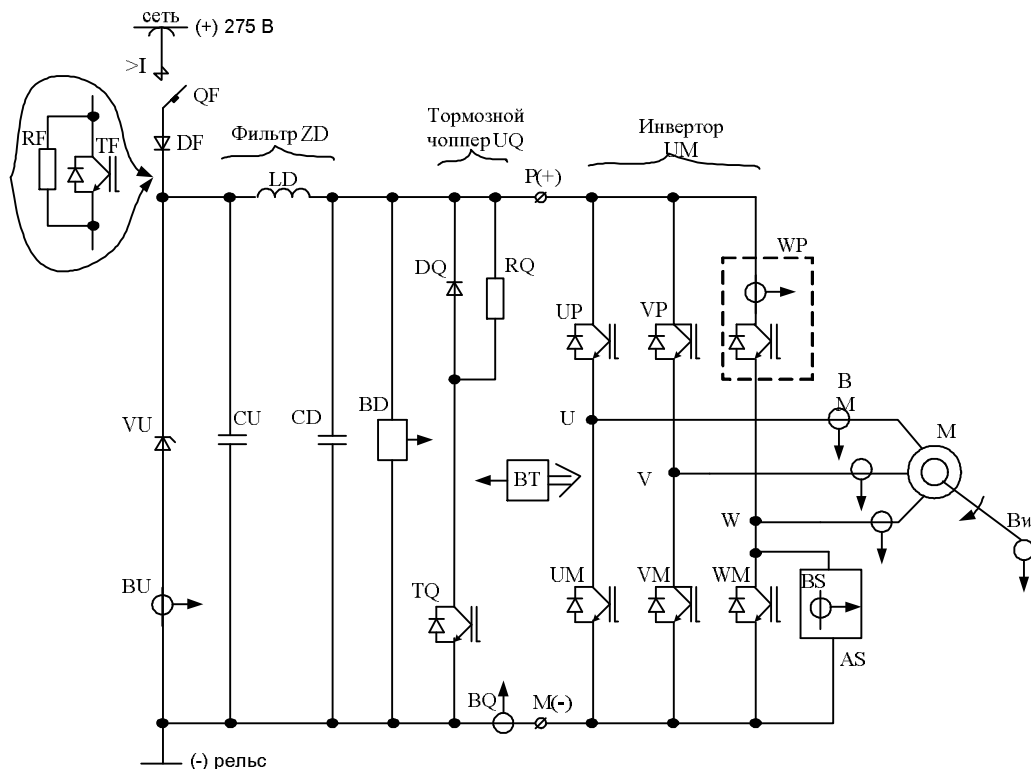 сеть
(+) 275 В
>I
QF
RF
TF
DF
Фильтр ZD
Тормозной
чоппер UQ
Инвертор
UM
LD
P(+)
WP
DQ
RQ
UP
VP
B
M
VU
CU
CD
BD
U
M
V
BT
W
Ви
BU
TQ
UM
VM
WM
BS
AS
BQ
M(-)
(-) рельс